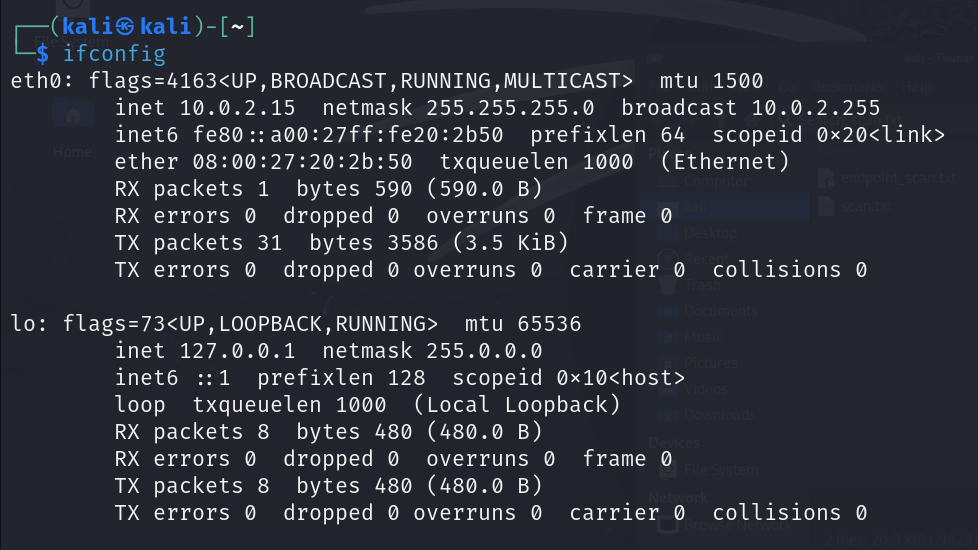 ┌──(kali㉿kali)-[~]
└─$ ifconfig
eth0: flags=4163<UP,BROADCAST,RUNNING,MULTICAST>  mtu 1500
        inet 10.0.2.15  netmask 255.255.255.0  broadcast 10.0.2.255
        inet6 fe80::a00:27ff:fe20:2b50  prefixlen 64  scopeid 0x20<link>
        ether 08:00:27:20:2b:50  txqueuelen 1000  (Ethernet)
        RX packets 1  bytes 590 (590.0 B)
        RX errors 0  dropped 0  overruns 0  frame 0
        TX packets 31  bytes 3586 (3.5 KiB)
        TX errors 0  dropped 0 overruns 0  carrier 0  collisions 0

lo: flags=73<UP,LOOPBACK,RUNNING>  mtu 65536
        inet 127.0.0.1  netmask 255.0.0.0
        inet6 ::1  prefixlen 128  scopeid 0x10<host>
        loop  txqueuelen 1000  (Local Loopback)
        RX packets 8  bytes 480 (480.0 B)
        RX errors 0  dropped 0  overruns 0  frame 0
        TX packets 8  bytes 480 (480.0 B)
        TX errors 0  dropped 0 overruns 0  carrier 0  collisions 0
Home
Bookmarks
Help
Computer
Desktop
Recent
Trash
Documents
Music
Pictures
Videos
Downloads
Devices
File System
Network
Browse Network
endpoint_scan.txt
scan.txt